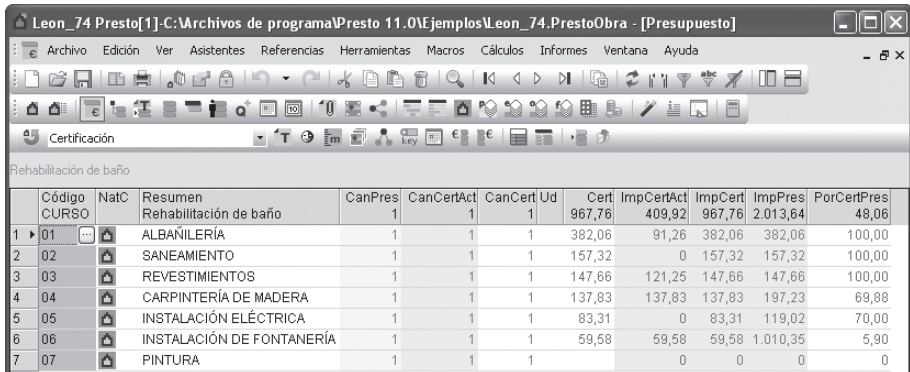 Leon_74 Presto[1]-C:\Archivos de programa\Presto 11.0\Ejemplos\Leon_74.PrestoObra - [Presupuesto]
Archivo Edición Ver Asistentes Referencias Herramientas Macros Cálculos Informes Ventana Ayuda
Certificación
Rehabilitación de baño
Código NatC Resumen CanPres CanCertAct CanCert Ud Cert ImpCertAct ImpCert ImpPres PorCertPres
CURSO Rehabilitación de baño 1 1 1 967,76 409,92 967,76 2.013,64 48,06
1 01 ... ALBAÑILERÍA 1 1 1 382,06 91,26 382,06 382,06 100,00
2 02 SANEAMIENTO 1 1 1 157,32 0 157,32 157,32 100,00
3 03 REVESTIMIENTOS 1 1 1 147,66 121,25 147,66 147,66 100,00
4 04 CARPINTERÍA DE MADERA 1 1 1 137,83 137,83 137,83 197,23 69,88
5 05 INSTALACIÓN ELÉCTRICA 1 1 1 83,31 0 83,31 119,02 70,00
6 06 INSTALACIÓN DE FONTANERÍA 1 1 1 59,58 59,58 59,58 1.010,35 5,90
7 07 PINTURA 1 1 1 0 0 0 0